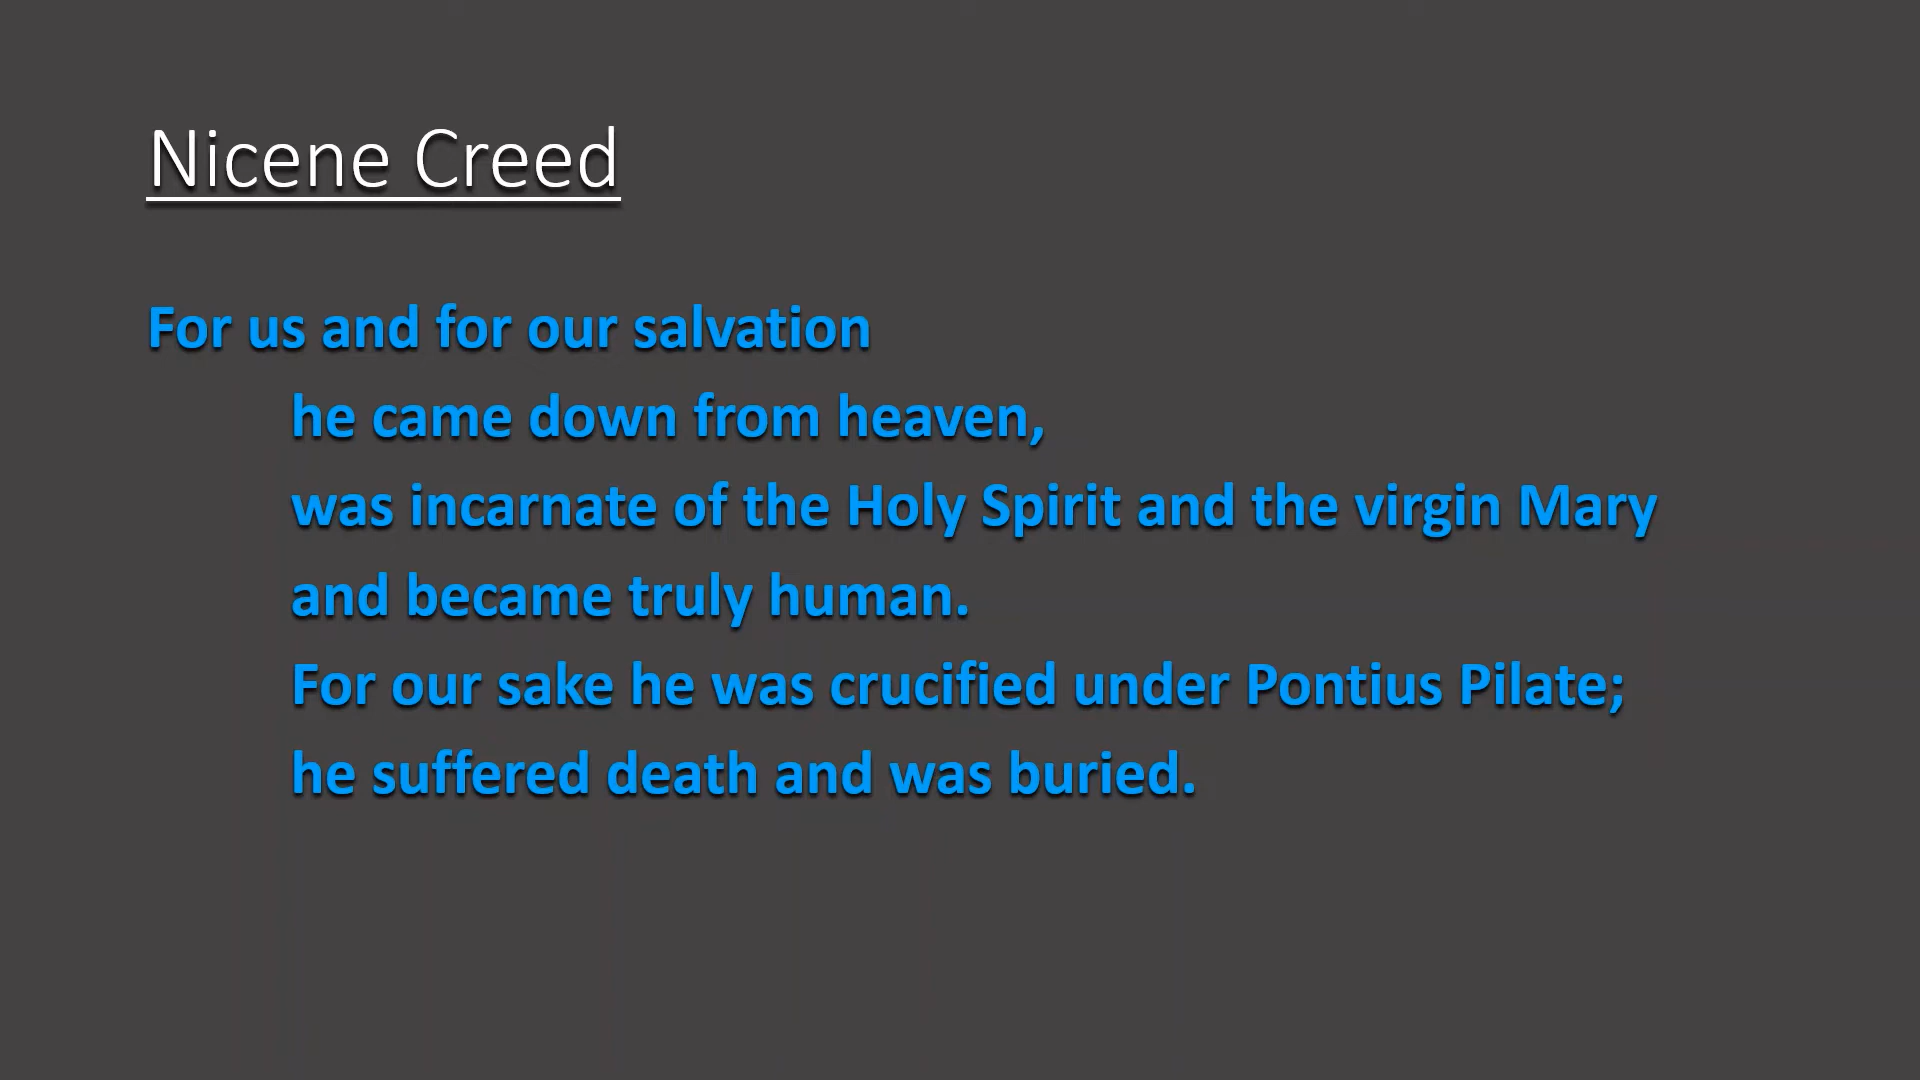 Nicene Creed
For us and for our salvation
he came down from heaven,
was incarnate of the Holy Spirit and the virgin Mary
and became truly human.
For our sake he was crucified under Pontius Pilate;
he suffered death and was buried.